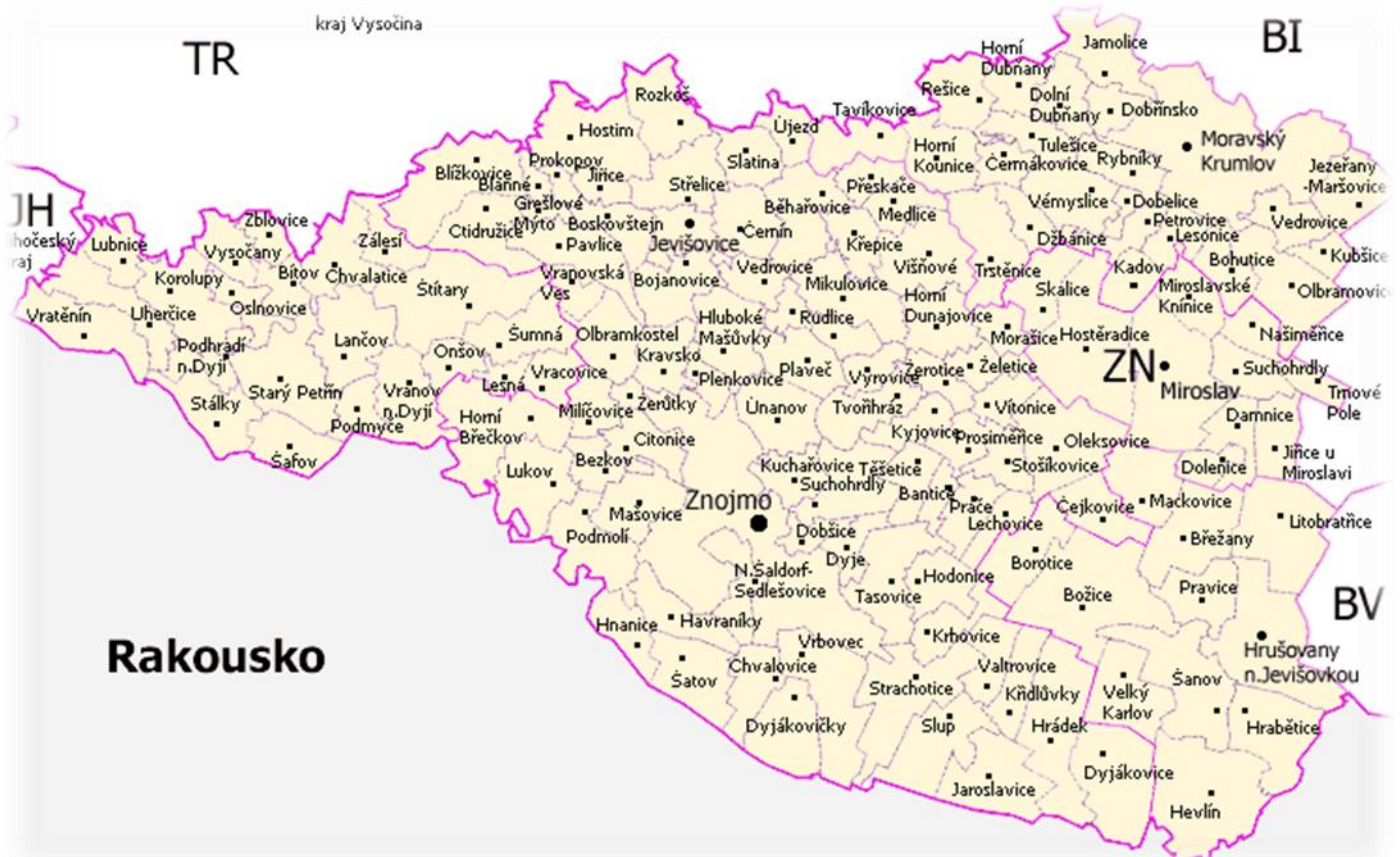 kraj Vysočina
TR
BI
Jamolice
Horní
Dubňany
Řešice
Rozkoš
Dolní
Dubňany
Dobřínsko
Tavíkovice
Újezd
Hostim
Moravský
Krumlov
Horní
Kounice
Tulešice
Čermákovice
Rybníky
Slatina
Prokopov
Jiřice
Blížkovice
Blanné
Jezeřany
-Maršovice
Střelice
Přeskače
Medlice
Běhařovice
Grešlové
Mýto
Boskovštejn
Vémyslice
Dobelice
Petrovice
Lesonice
Vedrovice
JH
Zblovice
Lubnice
Vysočany
Zálesí
Ctidružice
Pavlice
Jevišovice
Černín
Křepice
Džbánice
Kubšice
Bohutice
Višňové
Trstěnice
Kadov
Korolupy
Bítov
Chvalatice
Štítary
Vranovská
Ves
Bojanovice
Vedrovice
Mikulovice
Horní
Dunajovice
Skalice
Miroslavské
Knínice
Olbramovice
Oslnovice
Vratěnín
Uherčice
Hluboké
Mašůvky
Rudlice
Morašice
Hostěradice
Našiměřice
Podhradí
n.Dyjí
Lančov
Onšov
Šumná
Olbramkostel
Kravsko
Plenkovice
Plaveč
Výrovice
Žerotice
Želetice
ZN
Miroslav
Suchohrdly
Trnové
Pole
Starý Petřín
Stálky
Vranov
n.Dyjí
Podmyče
Lesná
Vracovice
Milíčovice
Žerůtky
Únanov
Tvořihráz
Vítonice
Damnice
Horní
Břečkov
Šafov
Citonice
Bezkov
Kyjovice
Prosiměřice
Oleksovice
Stošíkovice
Dolenice
Jiřice u
Miroslavi
Lukov
Kuchařovice
Suchohrdly
Těšetice
Bantice
Práče
Lechovice
Čejkovice
Mackovice
Litobratřice
Znojmo
Mašovice
Podmolí
Dobšice
Dyje
Břežany
N.Šaldorf-
Sedlešovice
Tasovice
Hodonice
Borotice
Božice
Pravice
BV
Rakousko
Hnanice
Havraníky
Šatov
Vrbovec
Chvalovice
Krhovice
Valtrovice
Strachotice
Křídlůvky
Velký
Karlov
Šanov
Hrušovany
n.Jevišovkou
Dyjákovičky
Slup
Hrádek
Hrabětice
Jaroslavice
Dyjákovice
Hevlín